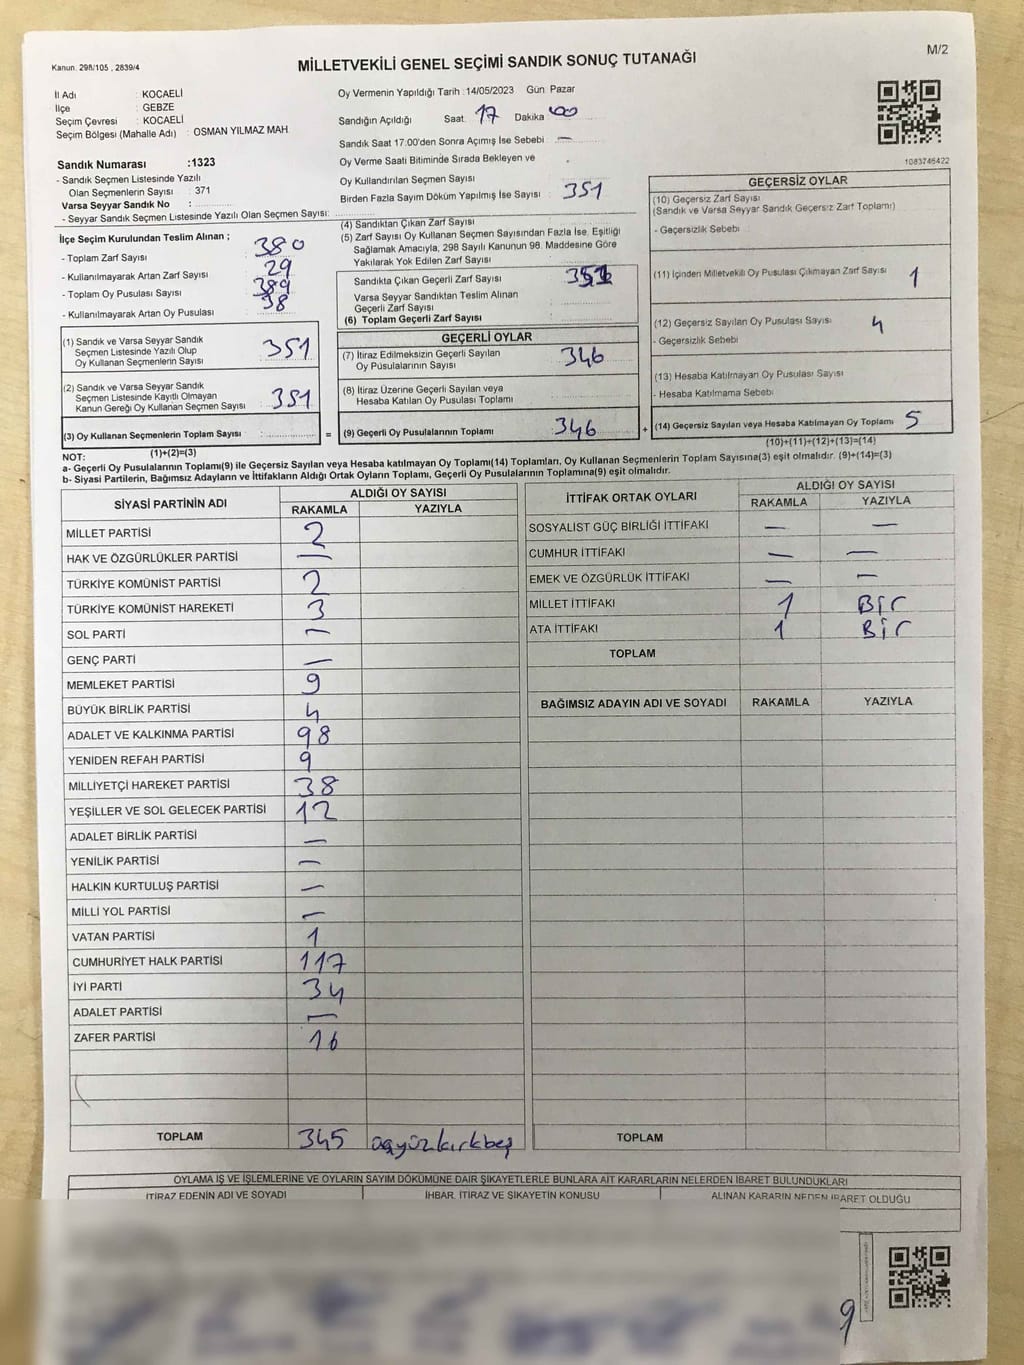 Kanun. 298/105 , 2839/4
MİLLETVEKİLİ GENEL SEÇİMİ SANDIK SONUÇ TUTANAĞI
M/2
İl Adı : KOCAELİ
İlçe : GEBZE
Seçim Çevresi : KOCAELİ
Seçim Bölgesi (Mahalle Adı) : OSMAN YILMAZ MAH.
Sandık Numarası :1323
- Sandık Seçmen Listesinde Yazılı
Olan Seçmenlerin Sayısı : 371
Varsa Seyyar Sandık No :
- Seyyar Sandık Seçmen Listesinde Yazılı Olan Seçmen Sayısı:
Oy Vermenin Yapıldığı Tarih :14/05/2023 Gün Pazar
Sandığın Açıldığı Saat 17 Dakika 00
Sandık Saat 17:00'den Sonra Açımış İse Sebebi : —
Oy Verme Saati Bitiminde Sırada Bekleyen ve
Oy Kullandırılan Seçmen Sayısı :
Birden Fazla Sayım Döküm Yapılmış İse Sayısı : 351
1083746422
İlçe Seçim Kurulundan Teslim Alınan ;
- Toplam Zarf Sayısı : 380
- Kullanılmayarak Artan Zarf Sayısı : 29
- Toplam Oy Pusulası Sayısı : 389
- Kullanılmayarak Artan Oy Pusulası : 38
(1) Sandık ve Varsa Seyyar Sandık
Seçmen Listesinde Yazılı Olup
Oy Kullanan Seçmenlerin Sayısı 351
(2) Sandık ve Varsa Seyyar Sandık
Seçmen Listesinde Kayıtlı Olmayan
Kanun Gereği Oy Kullanan Seçmen Sayısı : 351
(3) Oy Kullanan Seçmenlerin Toplam Sayısı :
(1)+(2)=(3)
(4) Sandıktan Çıkan Zarf Sayısı :
(5) Zarf Sayısı Oy Kullanan Seçmen Sayısından Fazla İse, Eşitliği
Sağlamak Amacıyla, 298 Sayılı Kanunun 98. Maddesine Göre
Yakılarak Yok Edilen Zarf Sayısı :
Sandıkta Çıkan Geçerli Zarf Sayısı
Varsa Seyyar Sandıktan Teslim Alınan
Geçerli Zarf Sayısı :
(6) Toplam Geçerli Zarf Sayısı :
GEÇERLİ OYLAR
(7) İtiraz Edilmeksizin Geçerli Sayılan
Oy Pusulalarının Sayısı : 346
(8) İtiraz Üzerine Geçerli Sayılan veya
Hesaba Katılan Oy Pusulası Toplamı :
= (9) Geçerli Oy Pusulalarının Toplamı 346
GEÇERSİZ OYLAR
(10) Geçersiz Zarf Sayısı
(Sandık ve Varsa Seyyar Sandık Geçersiz Zarf Toplamı)
- Geçersizlik Sebebi
(11) İçinden Milletvekili Oy Pusulası Çıkmayan Zarf Sayısı 1
(12) Geçersiz Sayılan Oy Pusulası Sayısı 4
- Geçersizlik Sebebi
(13) Hesaba Katılmayan Oy Pusulası Sayısı
- Hesaba Katılmama Sebebi
+ (14) Geçersiz Sayılan veya Hesaba Katılmayan Oy Toplamı 5
(10)+(11)+(12)+(13)=(14)
NOT:
a- Geçerli Oy Pusulalarının Toplamı(9) ile Geçersiz Sayılan veya Hesaba katılmayan Oy Toplamı(14) Toplamları, Oy Kullanan Seçmenlerin Toplam Sayısına(3) eşit olmalıdır. (9)+(14)=(3)
b- Siyasi Partilerin, Bağımsız Adayların ve İttifakların Aldığı Ortak Oyların Toplamı, Geçerli Oy Pusulalarının Toplamına(9) eşit olmalıdır.
SİYASİ PARTİNİN ADI ALDIĞI OY SAYISI
RAKAMLA YAZIYLA
MİLLET PARTİSİ 2
HAK VE ÖZGÜRLÜKLER PARTİSİ —
TÜRKİYE KOMÜNİST PARTİSİ 2
TÜRKİYE KOMÜNİST HAREKETİ 3
SOL PARTİ —
GENÇ PARTİ —
MEMLEKET PARTİSİ 9
BÜYÜK BİRLİK PARTİSİ 4
ADALET VE KALKINMA PARTİSİ 98
YENİDEN REFAH PARTİSİ 9
MİLLİYETÇİ HAREKET PARTİSİ 38
YEŞİLLER VE SOL GELECEK PARTİSİ 12
ADALET BİRLİK PARTİSİ —
YENİLİK PARTİSİ —
HALKIN KURTULUŞ PARTİSİ —
MİLLİ YOL PARTİSİ —
VATAN PARTİSİ 1
CUMHURİYET HALK PARTİSİ 117
İYİ PARTİ 34
ADALET PARTİSİ —
ZAFER PARTİSİ 16
TOPLAM 345 üçyüzkırkbeş
İTTİFAK ORTAK OYLARI ALDIĞI OY SAYISI
RAKAMLA YAZIYLA
SOSYALİST GÜÇ BİRLİĞİ İTTİFAKI — —
CUMHUR İTTİFAKI — —
EMEK VE ÖZGÜRLÜK İTTİFAKI — —
MİLLET İTTİFAKI 1 Bir
ATA İTTİFAKI 1 Bir
TOPLAM
BAĞIMSIZ ADAYIN ADI VE SOYADI RAKAMLA YAZIYLA
TOPLAM
OYLAMA İŞ VE İŞLEMLERİNE VE OYLARIN SAYIM DÖKÜMÜNE DAİR ŞİKAYETLERLE BUNLARA AİT KARARLARIN NELERDEN İBARET BULUNDUKLARI
İTİRAZ EDENİN ADI VE SOYADI İHBAR, İTİRAZ VE ŞİKAYETİN KONUSU ALINAN KARARIN NEDEN İBARET OLDUĞU
9